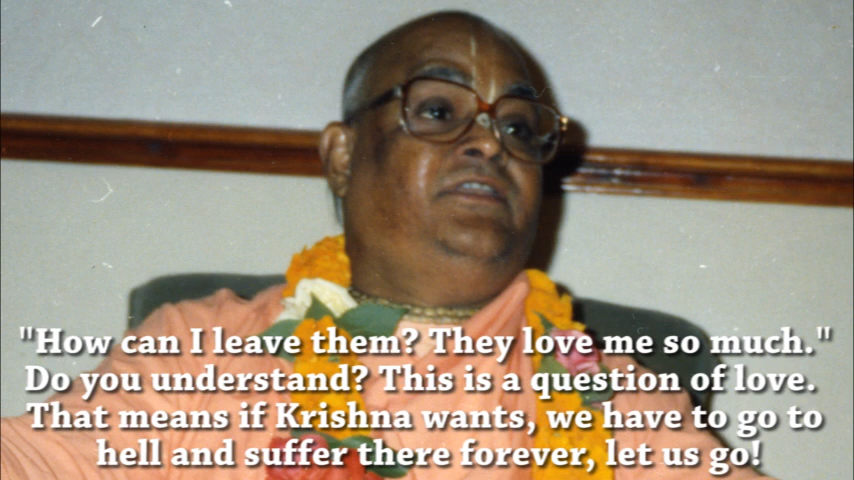 "How can I leave them? They love me so much."
Do you understand? This is a question of love.
That means if Krishna wants, we have to go to
hell and suffer there forever, let us go!